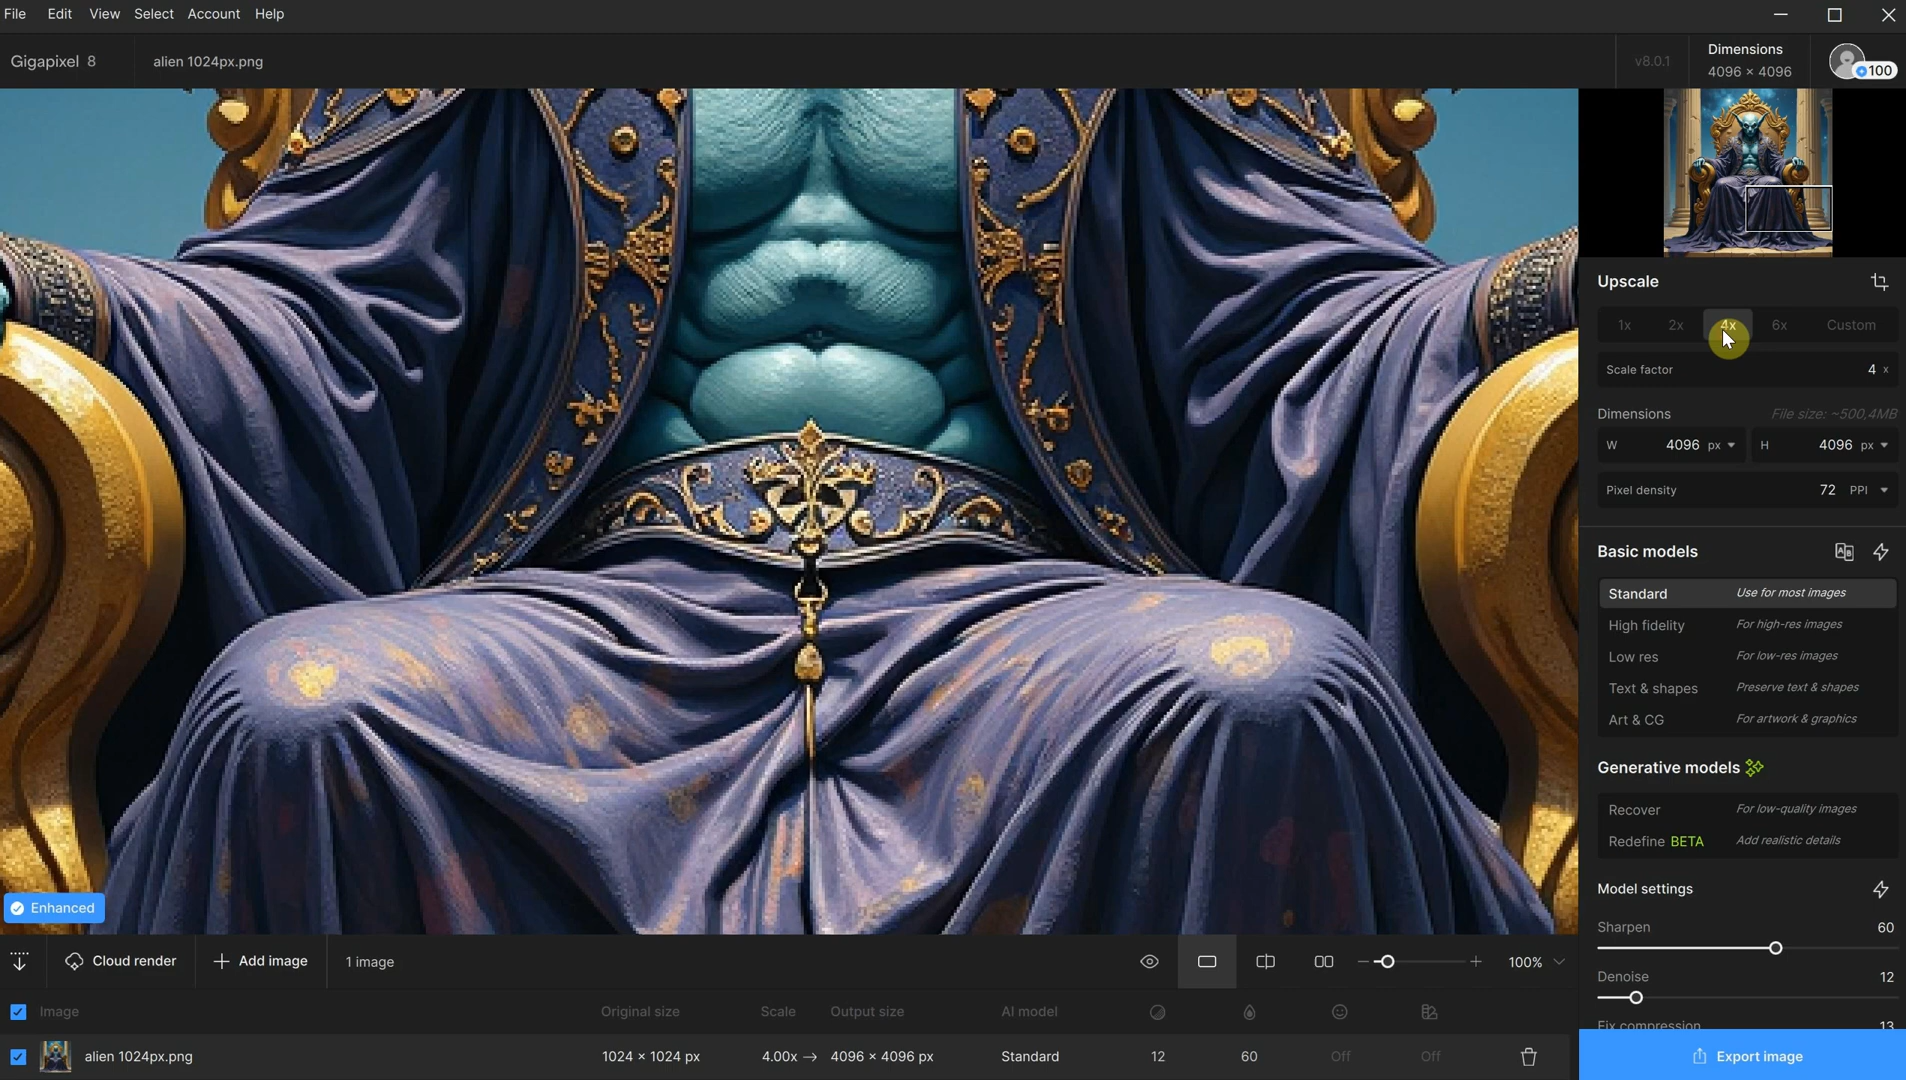 File Edit View Select Account Help
Gigapixel 8 alien 1024px.png v8.0.1 Dimensions
4096 × 4096 100
Upscale
1x 2x 4x 6x Custom
Scale factor 4 x
Dimensions File size: ~500,4MB
W 4096 px H 4096 px
Pixel density 72 PPI
Basic models
Standard Use for most images
High fidelity For high-res images
Low res For low-res images
Text & shapes Preserve text & shapes
Art & CG For artwork & graphics
Generative models
Recover For low-quality images
Redefine BETA Add realistic details
Model settings
Sharpen 60
Denoise 12
Fix compression 13
Export image
Enhanced
Cloud render Add image 1 image 100%
Image Original size Scale Output size AI model
alien 1024px.png 1024 × 1024 px 4.00x → 4096 × 4096 px Standard 12 60 Off Off